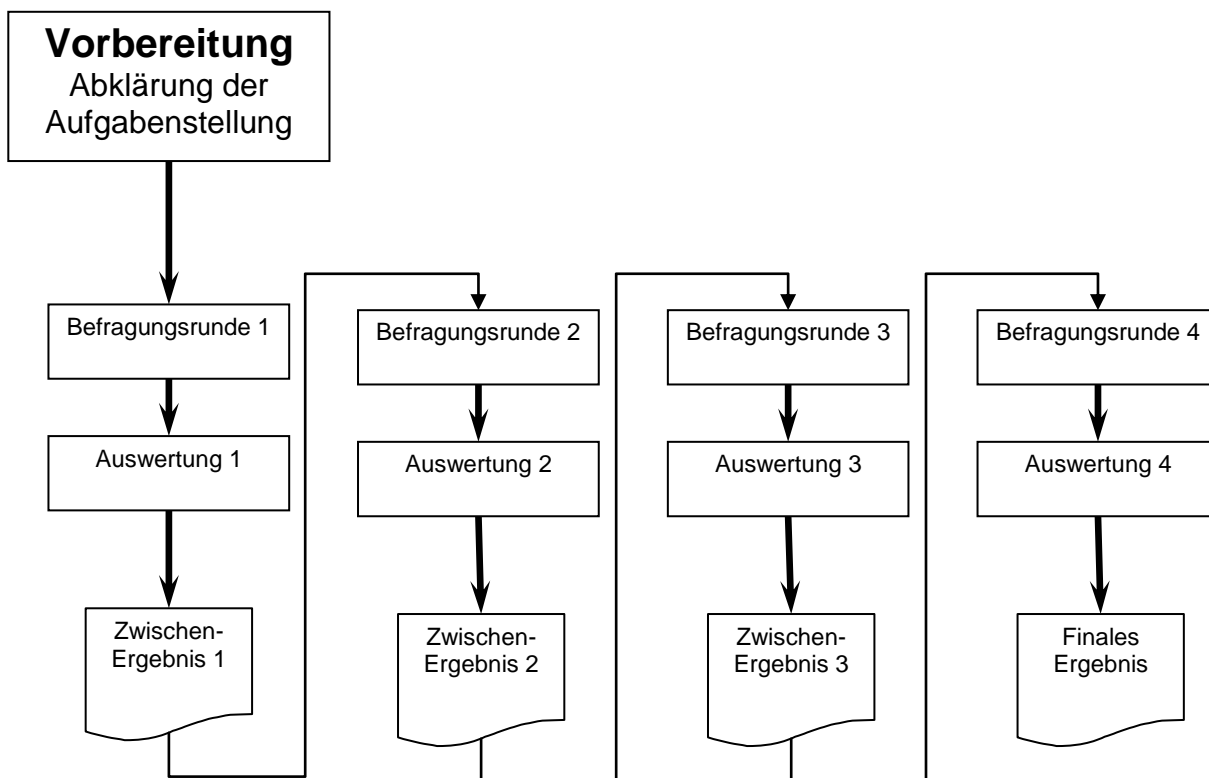 Vorbereitung
Abklärung der
Aufgabenstellung
Befragungsrunde 1
Befragungsrunde 2
Befragungsrunde 3
Befragungsrunde 4
Auswertung 1
Auswertung 2
Auswertung 3
Auswertung 4
Zwischen-
Ergebnis 1
Zwischen-
Ergebnis 2
Zwischen-
Ergebnis 3
Finales
Ergebnis